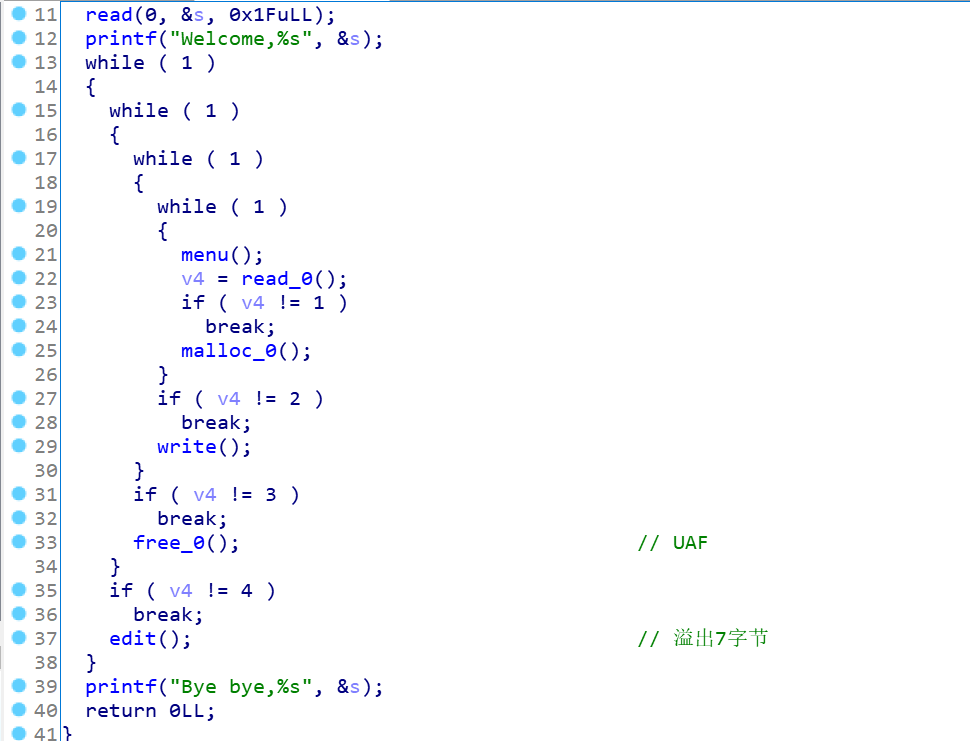 11 read(0, &s, 0x1FuLL);
12 printf("Welcome,%s", &s);
13 while ( 1 )
14 {
15 while ( 1 )
16 {
17 while ( 1 )
18 {
19 while ( 1 )
20 {
21 menu();
22 v4 = read_0();
23 if ( v4 != 1 )
24 break;
25 malloc_0();
26 }
27 if ( v4 != 2 )
28 break;
29 write();
30 }
31 if ( v4 != 3 )
32 break;
33 free_0(); // UAF
34 }
35 if ( v4 != 4 )
36 break;
37 edit(); // 溢出7字节
38 }
39 printf("Bye bye,%s", &s);
40 return 0LL;
41 }